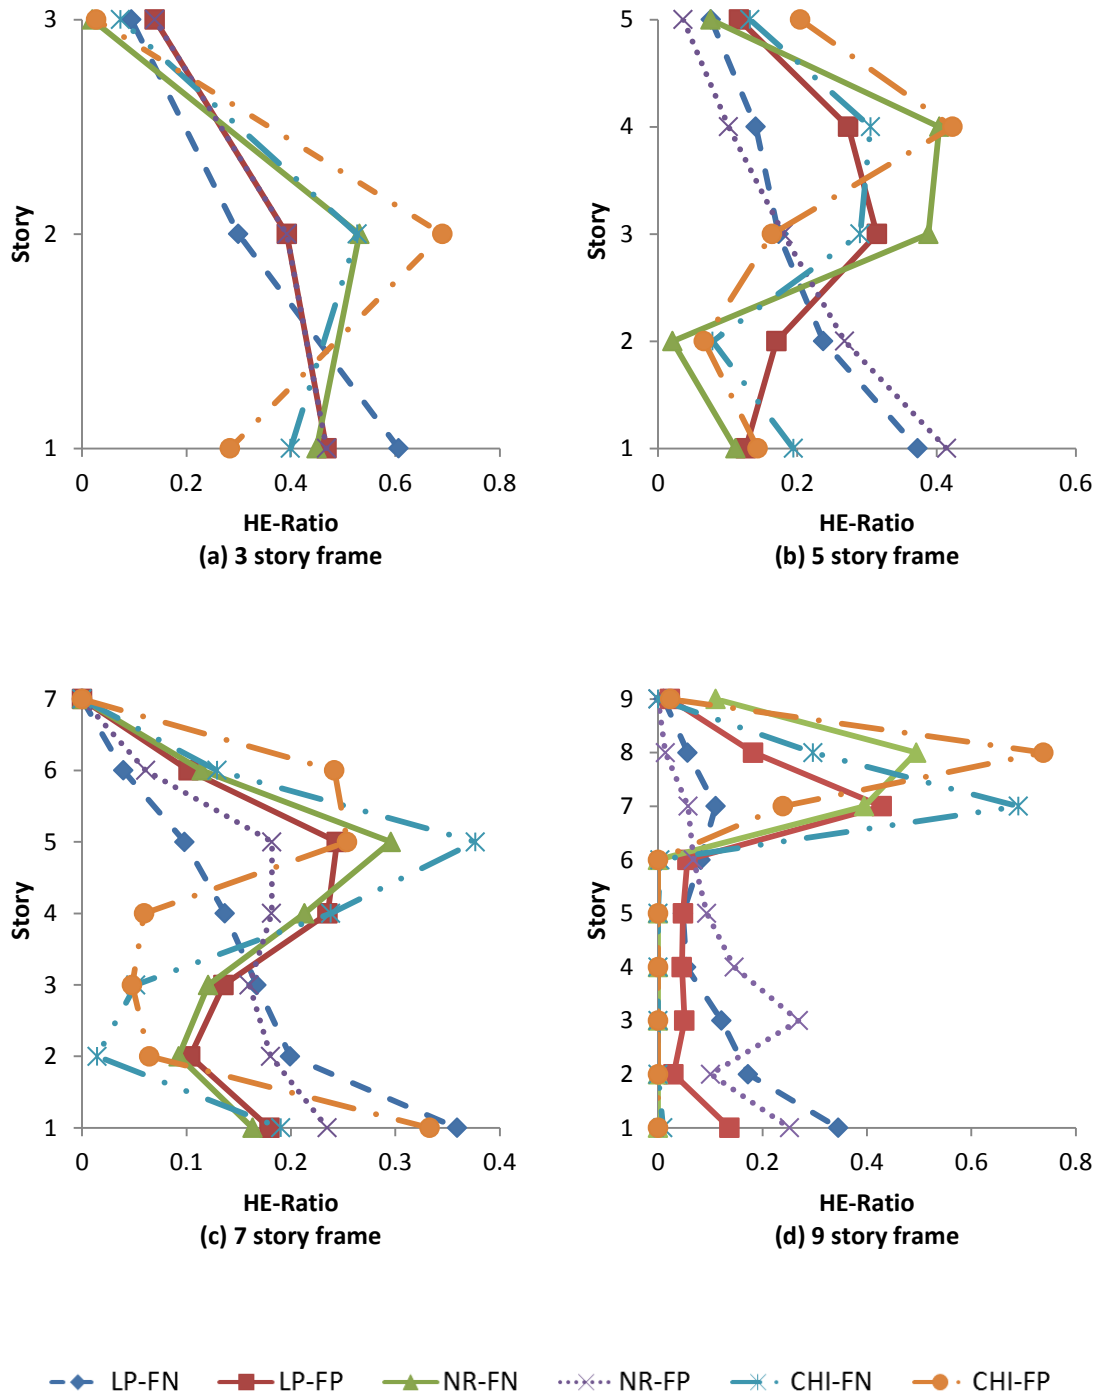 3
2
1
Story
0 0.2 0.4 0.6 0.8
HE-Ratio
(a) 3 story frame
5
4
3
2
1
Story
0 0.2 0.4 0.6
HE-Ratio
(b) 5 story frame
7
6
5
4
3
2
1
Story
0 0.1 0.2 0.3 0.4
HE-Ratio
(c) 7 story frame
9
8
7
6
5
4
3
2
1
Story
0 0.2 0.4 0.6 0.8
HE-Ratio
(d) 9 story frame
LP-FN LP-FP NR-FN NR-FP CHI-FN CHI-FP